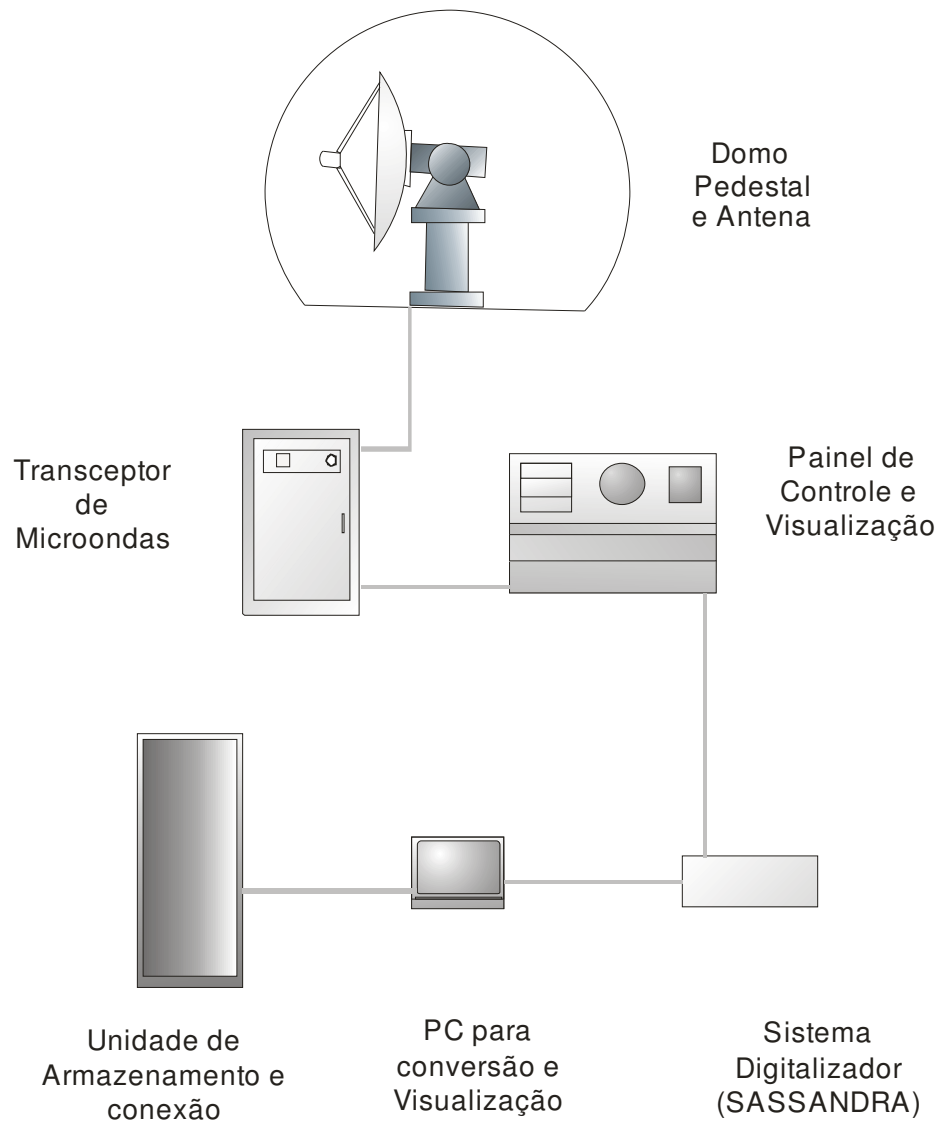 Domo
Pedestal
e Antena
Transceptor
de
Microondas
Painel de
Controle e
Visualização
Unidade de
Armazenamento e
conexão
PC para
conversão e
Visualização
Sistema
Digitalizador
(SASSANDRA)